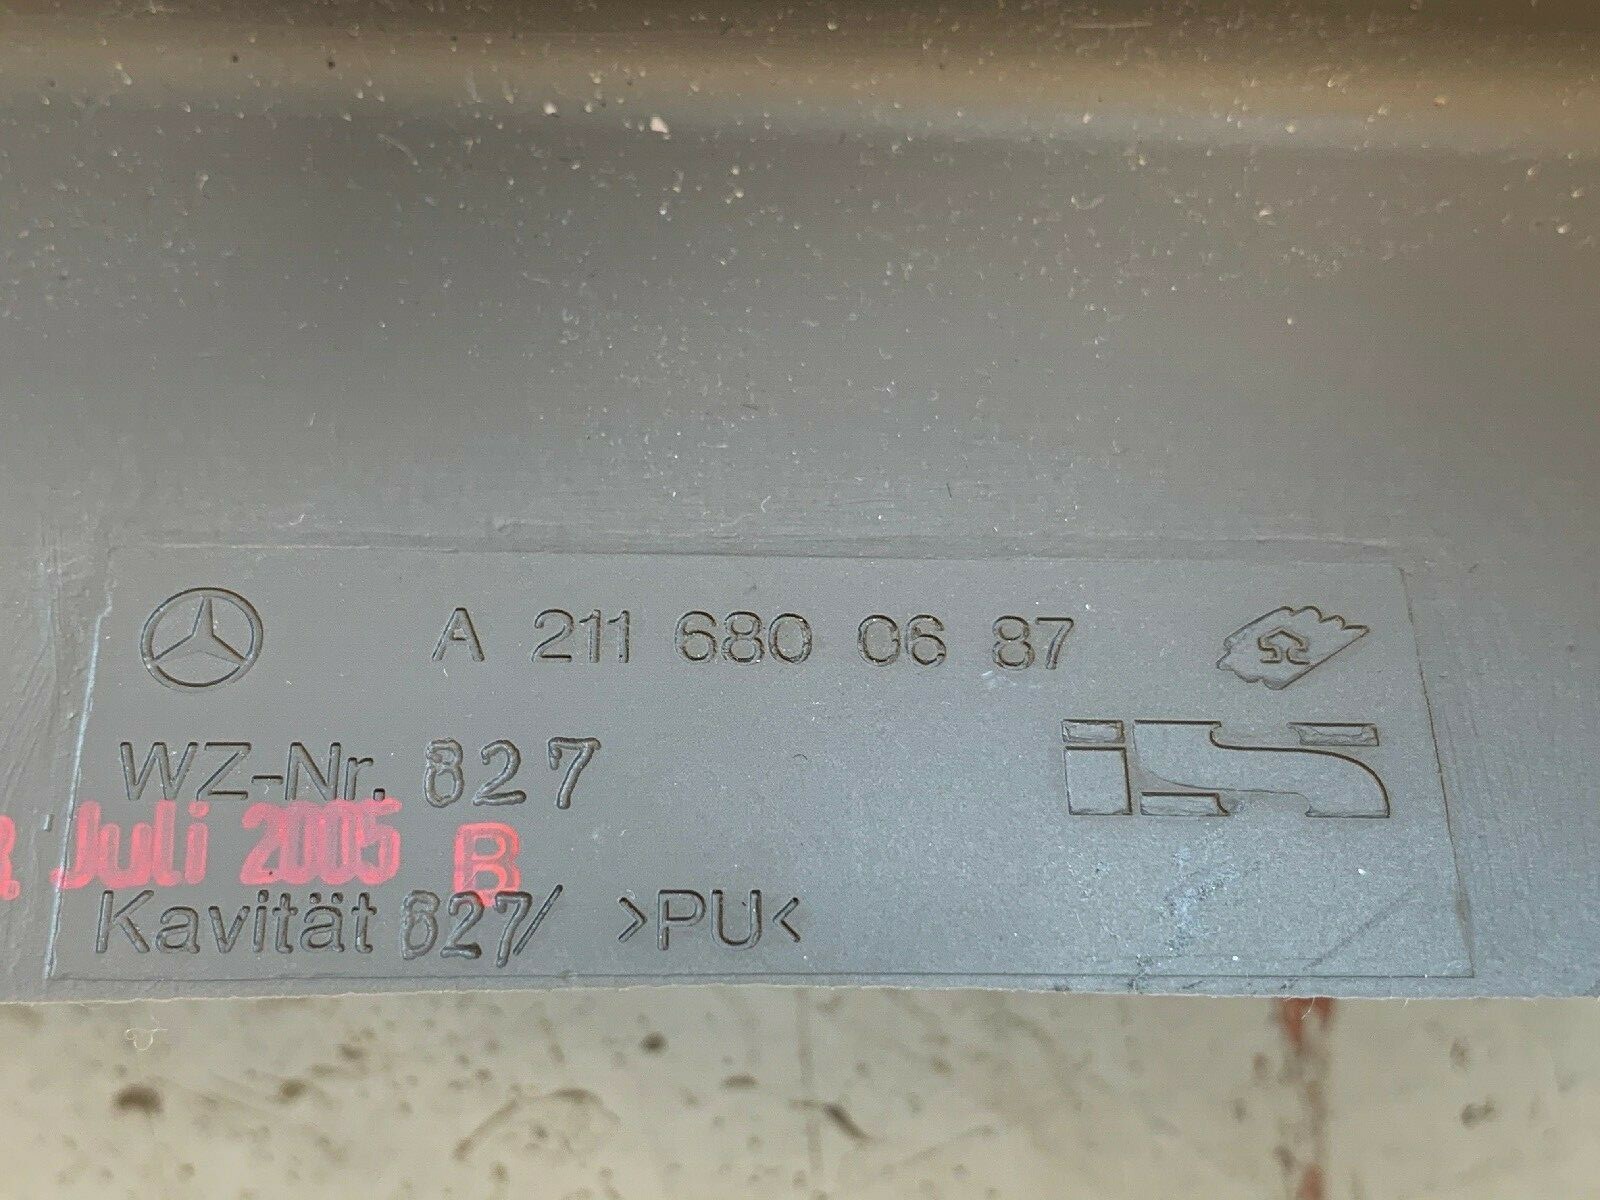 A 211 680 06 87
WZ-Nr. 827
Juli 2005 B
Kavität 827/ >PU<